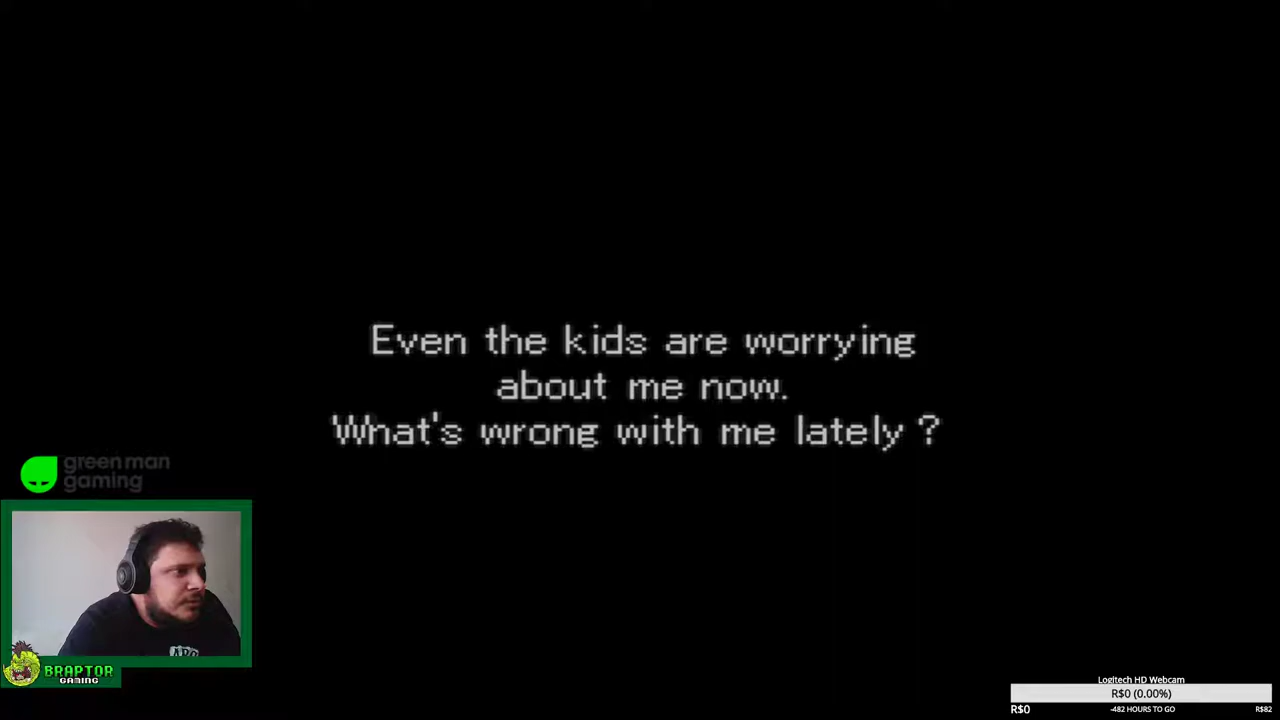 Even the kids are worrying
about me now.
What's wrong with me lately ?
green man
gaming
BRAPTOR
GAMING
Logitech HD Webcam
R$0 (0.00%)
R$0
-482 HOURS TO GO
R$82